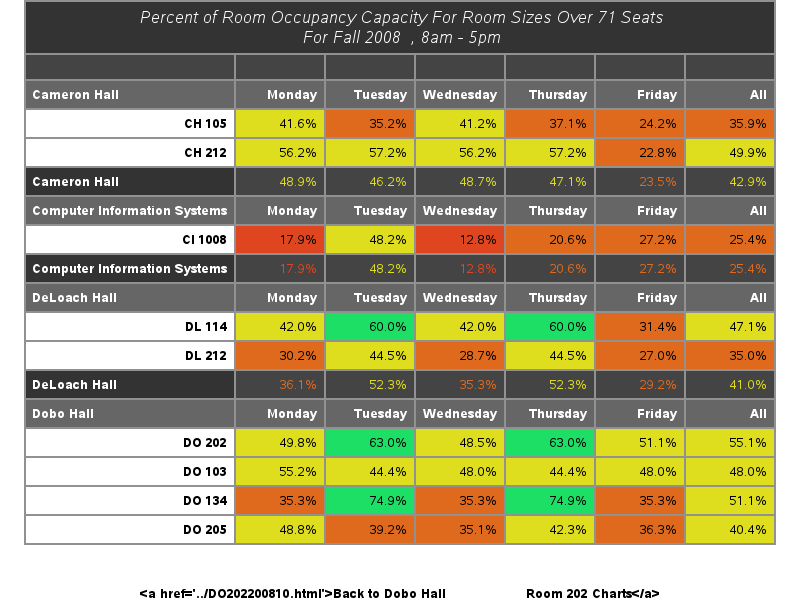 Percent of Room Occupancy Capacity For Room Sizes Over 71 Seats
For Fall 2008 , 8am - 5pm
Cameron Hall Monday Tuesday Wednesday Thursday Friday All
CH 105 41.6% 35.2% 41.2% 37.1% 24.2% 35.9%
CH 212 56.2% 57.2% 56.2% 57.2% 22.8% 49.9%
Cameron Hall 48.9% 46.2% 48.7% 47.1% 23.5% 42.9%
Computer Information Systems Monday Tuesday Wednesday Thursday Friday All
CI 1008 17.9% 48.2% 12.8% 20.6% 27.2% 25.4%
Computer Information Systems 17.9% 48.2% 12.8% 20.6% 27.2% 25.4%
DeLoach Hall Monday Tuesday Wednesday Thursday Friday All
DL 114 42.0% 60.0% 42.0% 60.0% 31.4% 47.1%
DL 212 30.2% 44.5% 28.7% 44.5% 27.0% 35.0%
DeLoach Hall 36.1% 52.3% 35.3% 52.3% 29.2% 41.0%
Dobo Hall Monday Tuesday Wednesday Thursday Friday All
DO 202 49.8% 63.0% 48.5% 63.0% 51.1% 55.1%
DO 103 55.2% 44.4% 48.0% 44.4% 48.0% 48.0%
DO 134 35.3% 74.9% 35.3% 74.9% 35.3% 51.1%
DO 205 48.8% 39.2% 35.1% 42.3% 36.3% 40.4%
<a href='../DO202200810.html'>Back to Dobo Hall Room 202 Charts</a>